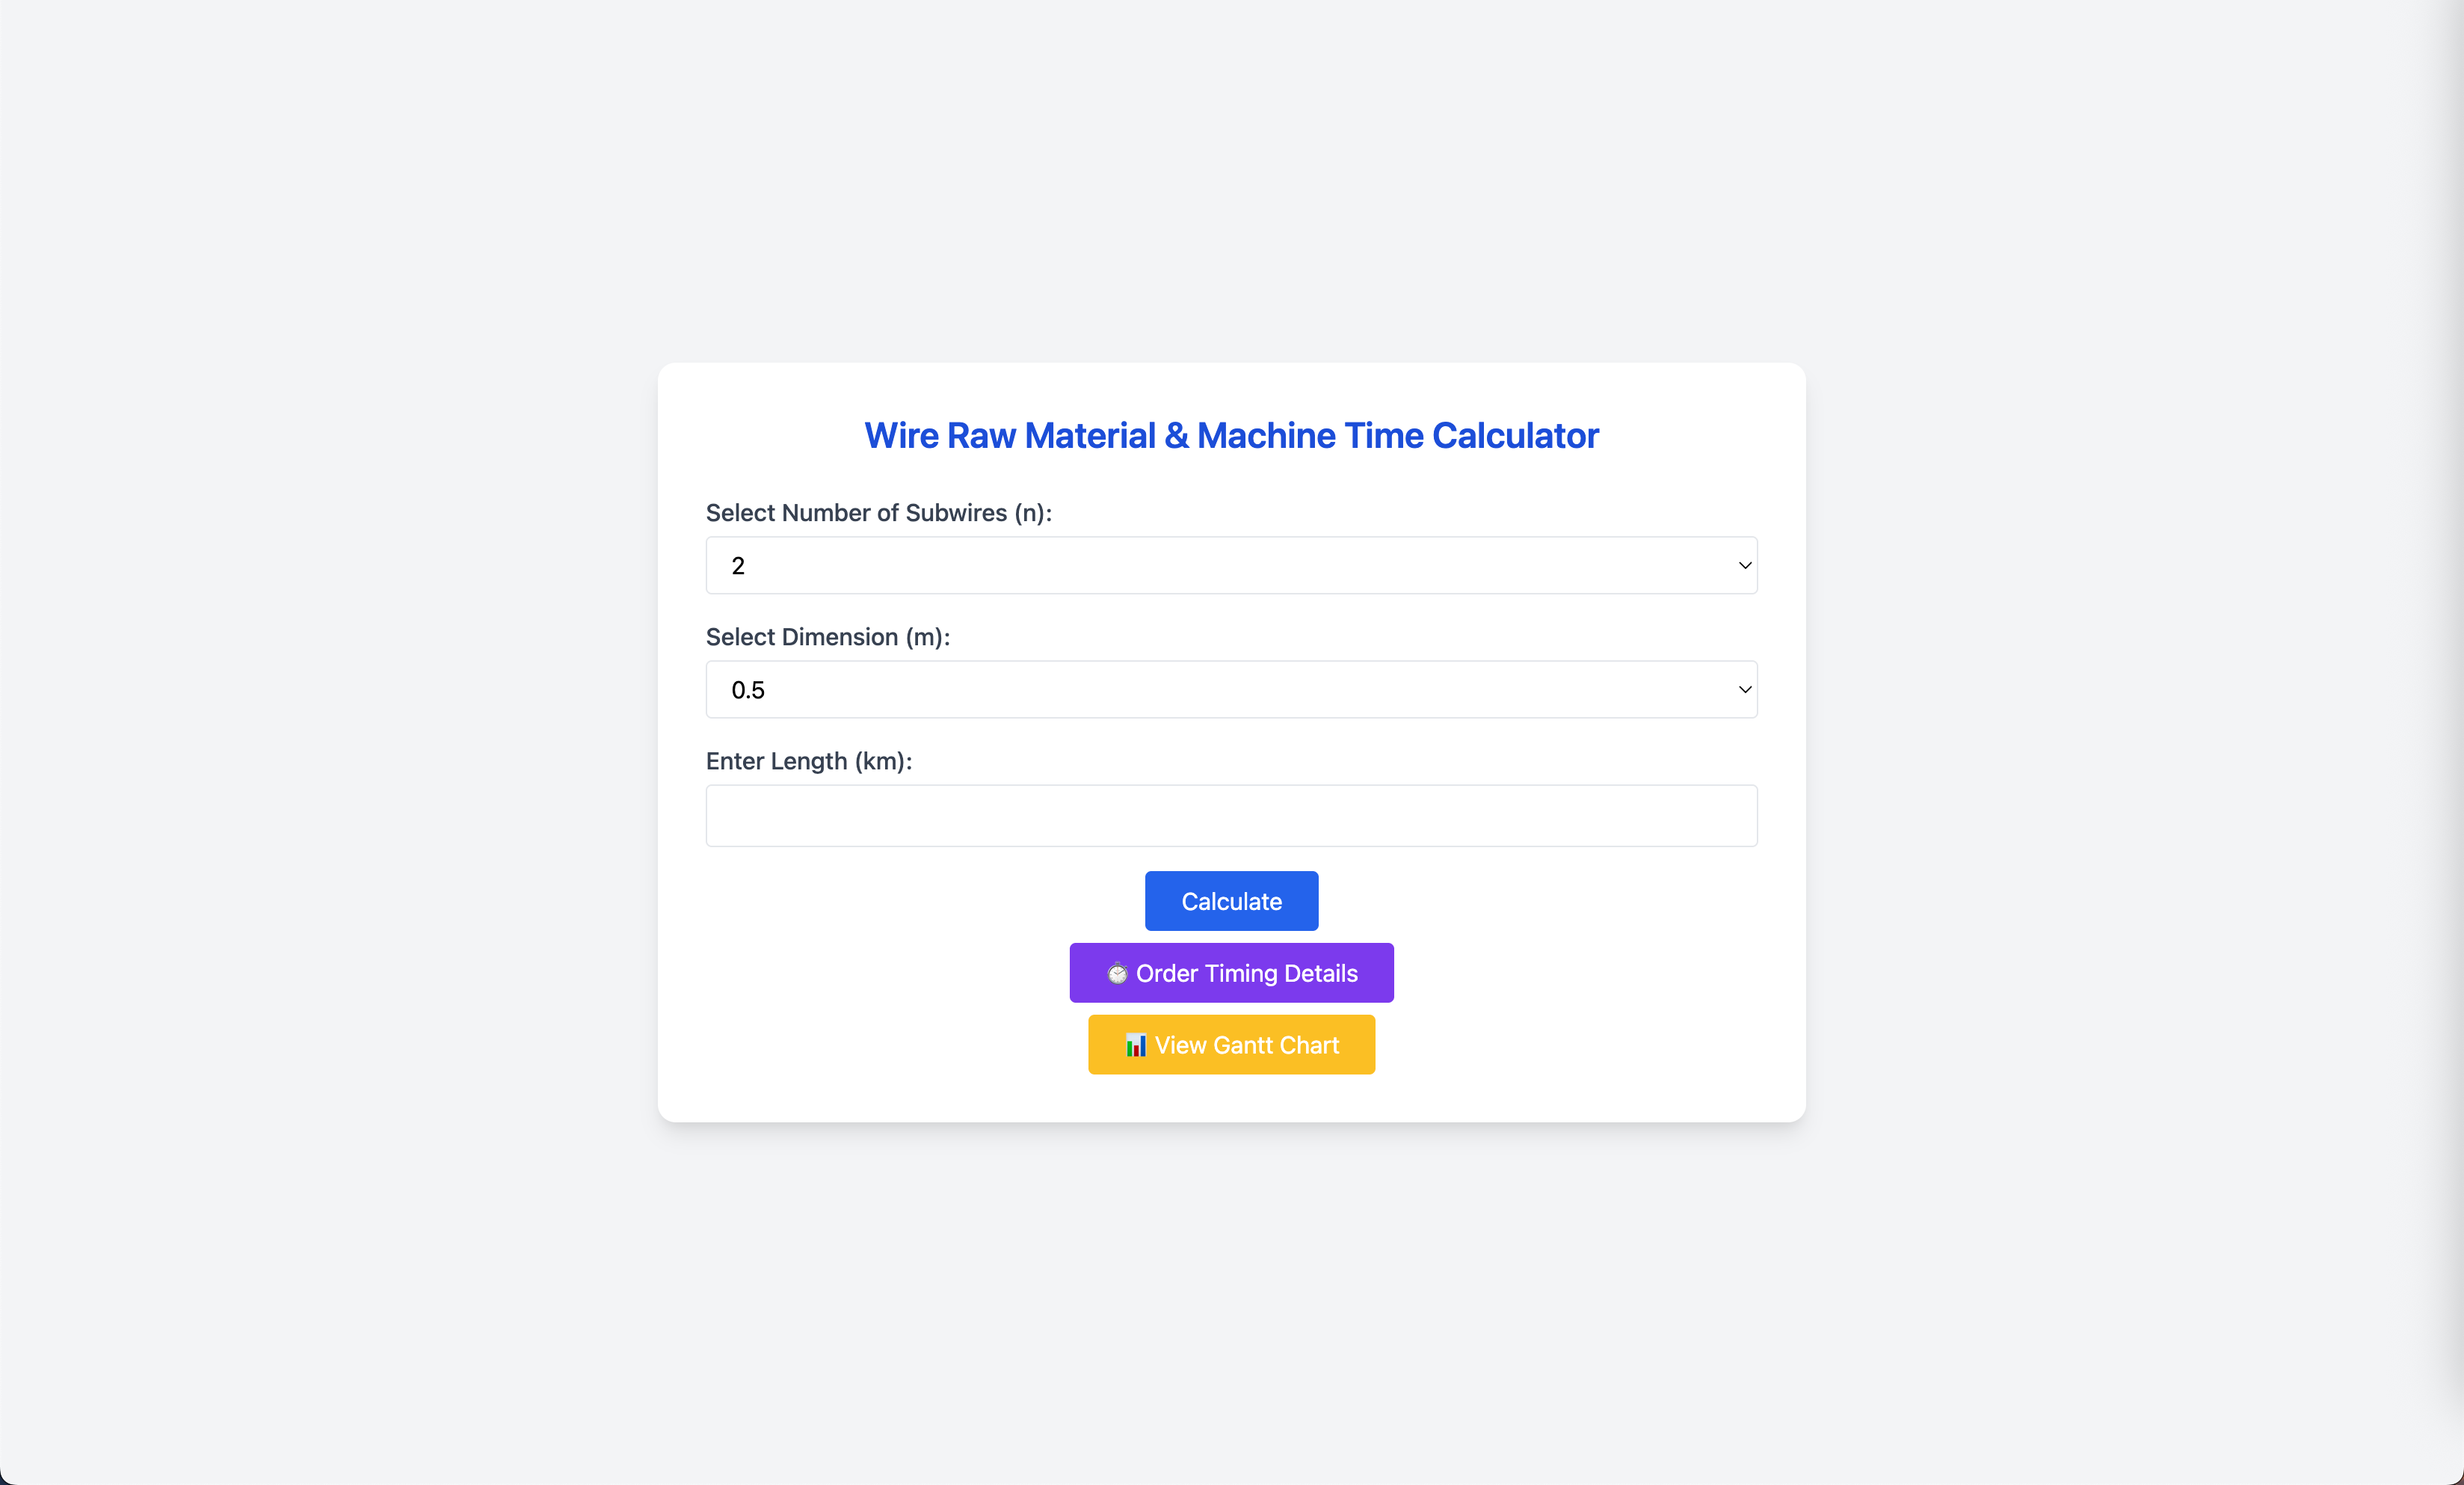 Wire Raw Material & Machine Time Calculator
Select Number of Subwires (n):
2
Select Dimension (m):
0.5
Enter Length (km):
Calculate
⏱ Order Timing Details
📊 View Gantt Chart